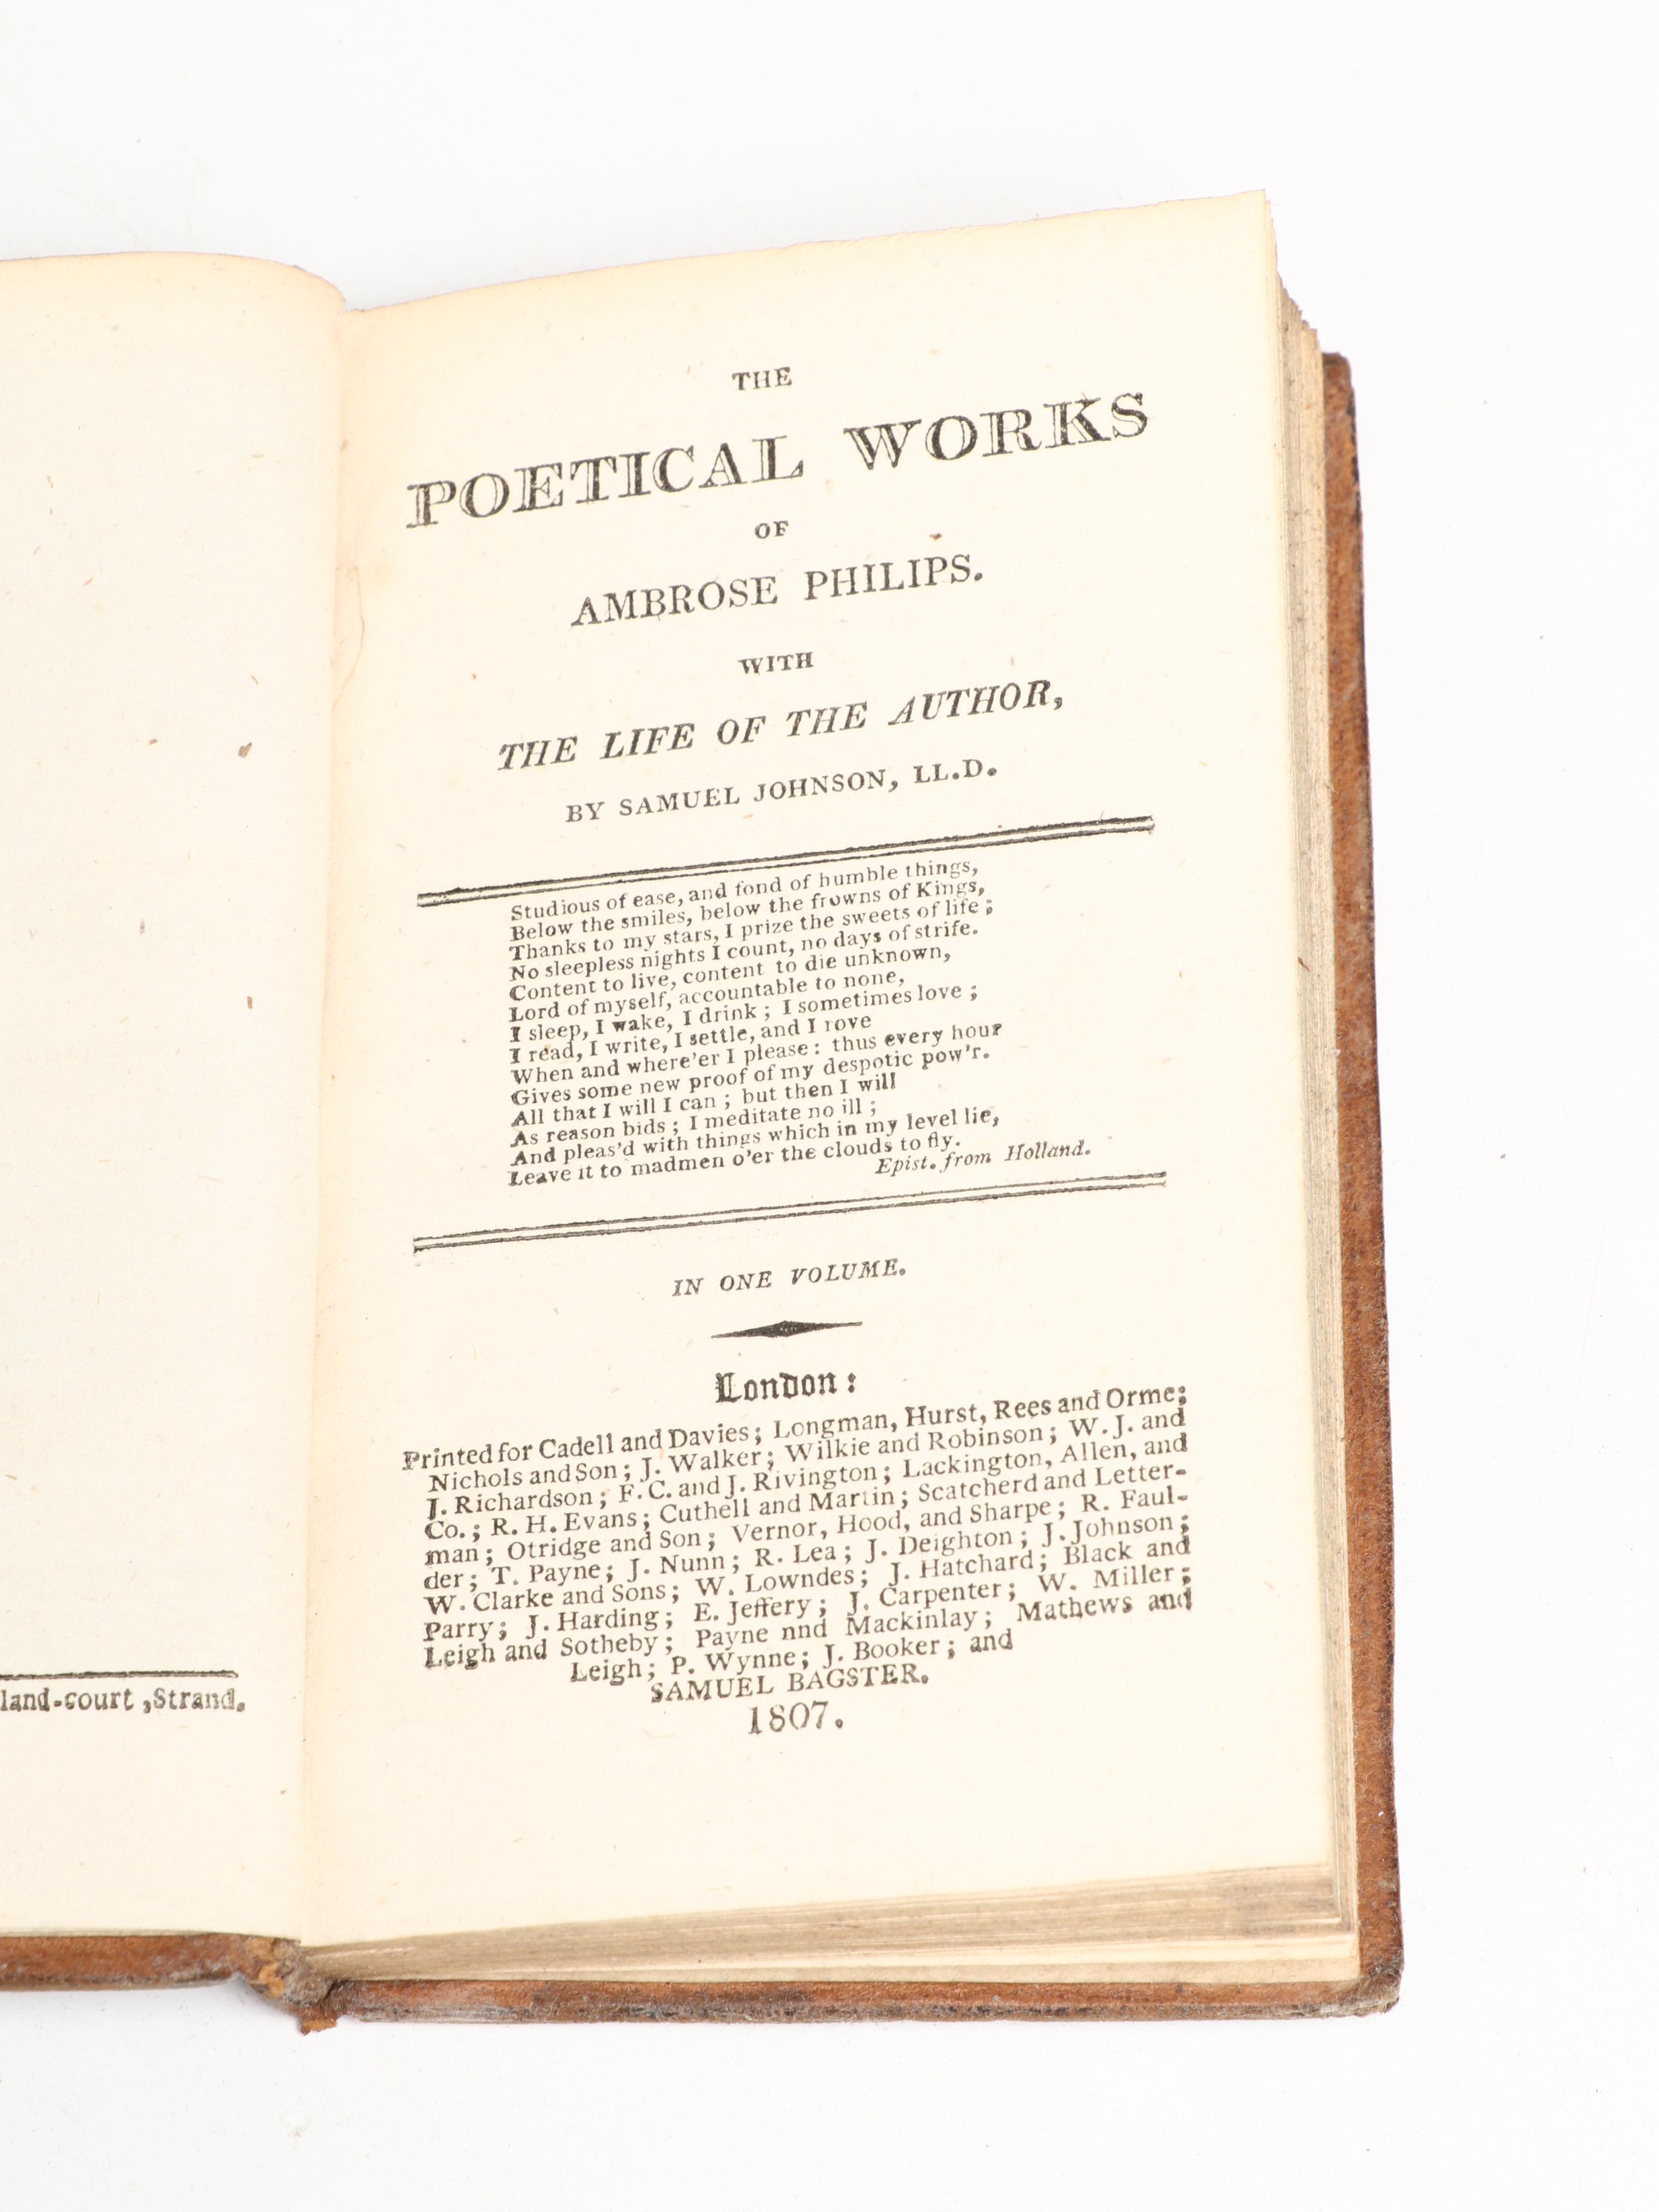 land-court ,Strand.
THE
POETICAL WORKS
OF
AMBROSE PHILIPS.
WITH
THE LIFE OF THE AUTHOR,
BY SAMUEL JOHNSON, LL.D.
Studious of ease, and fond of humble things,
Below the smiles, below the frowns of Kings,
Thanks to my stars, I prize the sweets of life;
No sleepless nights I count, no days of strife.
Content to live, content to die unknown,
Lord of myself, accountable to none,
I sleep, I wake, I drink; I sometimes love;
I read, I write, I settle, and I rove
When and where'er I please: thus every hour
Gives some new proof of my despotic pow'r.
All that I will I can; but then I will
As reason bids; I meditate no ill;
And pleas'd with things which in my level lie,
Leave it to madmen o'er the clouds to fly.
Epist. from Holland.
IN ONE VOLUME.
London:
Printed for Cadell and Davies; Longman, Hurst, Rees and Orme;
Nichols and Son; J. Walker; Wilkie and Robinson; W. J. and
J. Richardson; F. C. and J. Rivington; Lackington, Allen, and
Co.; R. H. Evans; Cuthell and Martin; Scatcherd and Letter-
man; Otridge and Son; Vernor, Hood, and Sharpe; R. Faul-
der; T. Payne; J. Nunn; R. Lea; J. Deighton; J. Johnson;
W. Clarke and Sons; W. Lowndes; J. Hatchard; Black and
Parry; J. Harding; E. Jeffery; J. Carpenter; W. Miller;
Leigh and Sotheby; Payne nnd Mackinlay; Mathews and
Leigh; P. Wynne; J. Booker; and
SAMUEL BAGSTER.
1807.